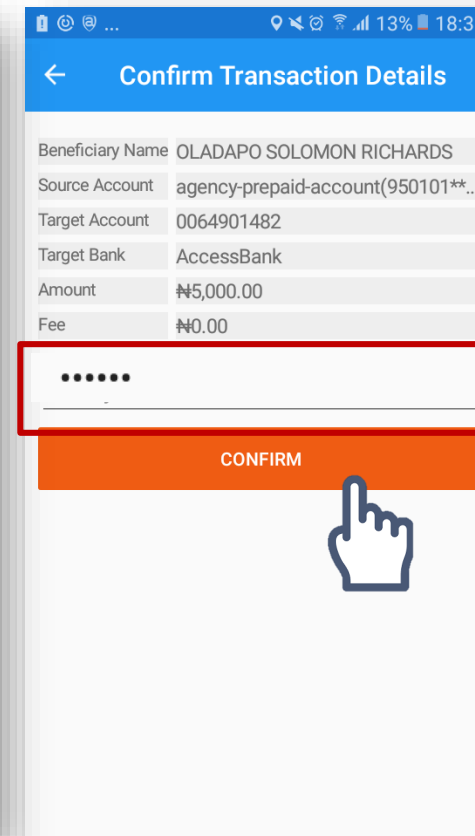 ... 13% 18:3
Confirm Transaction Details
Beneficiary Name OLADAPO SOLOMON RICHARDS
Source Account agency-prepaid-account(950101**..
Target Account 0064901482
Target Bank AccessBank
Amount ₦5,000.00
Fee ₦0.00
••••••
CONFIRM